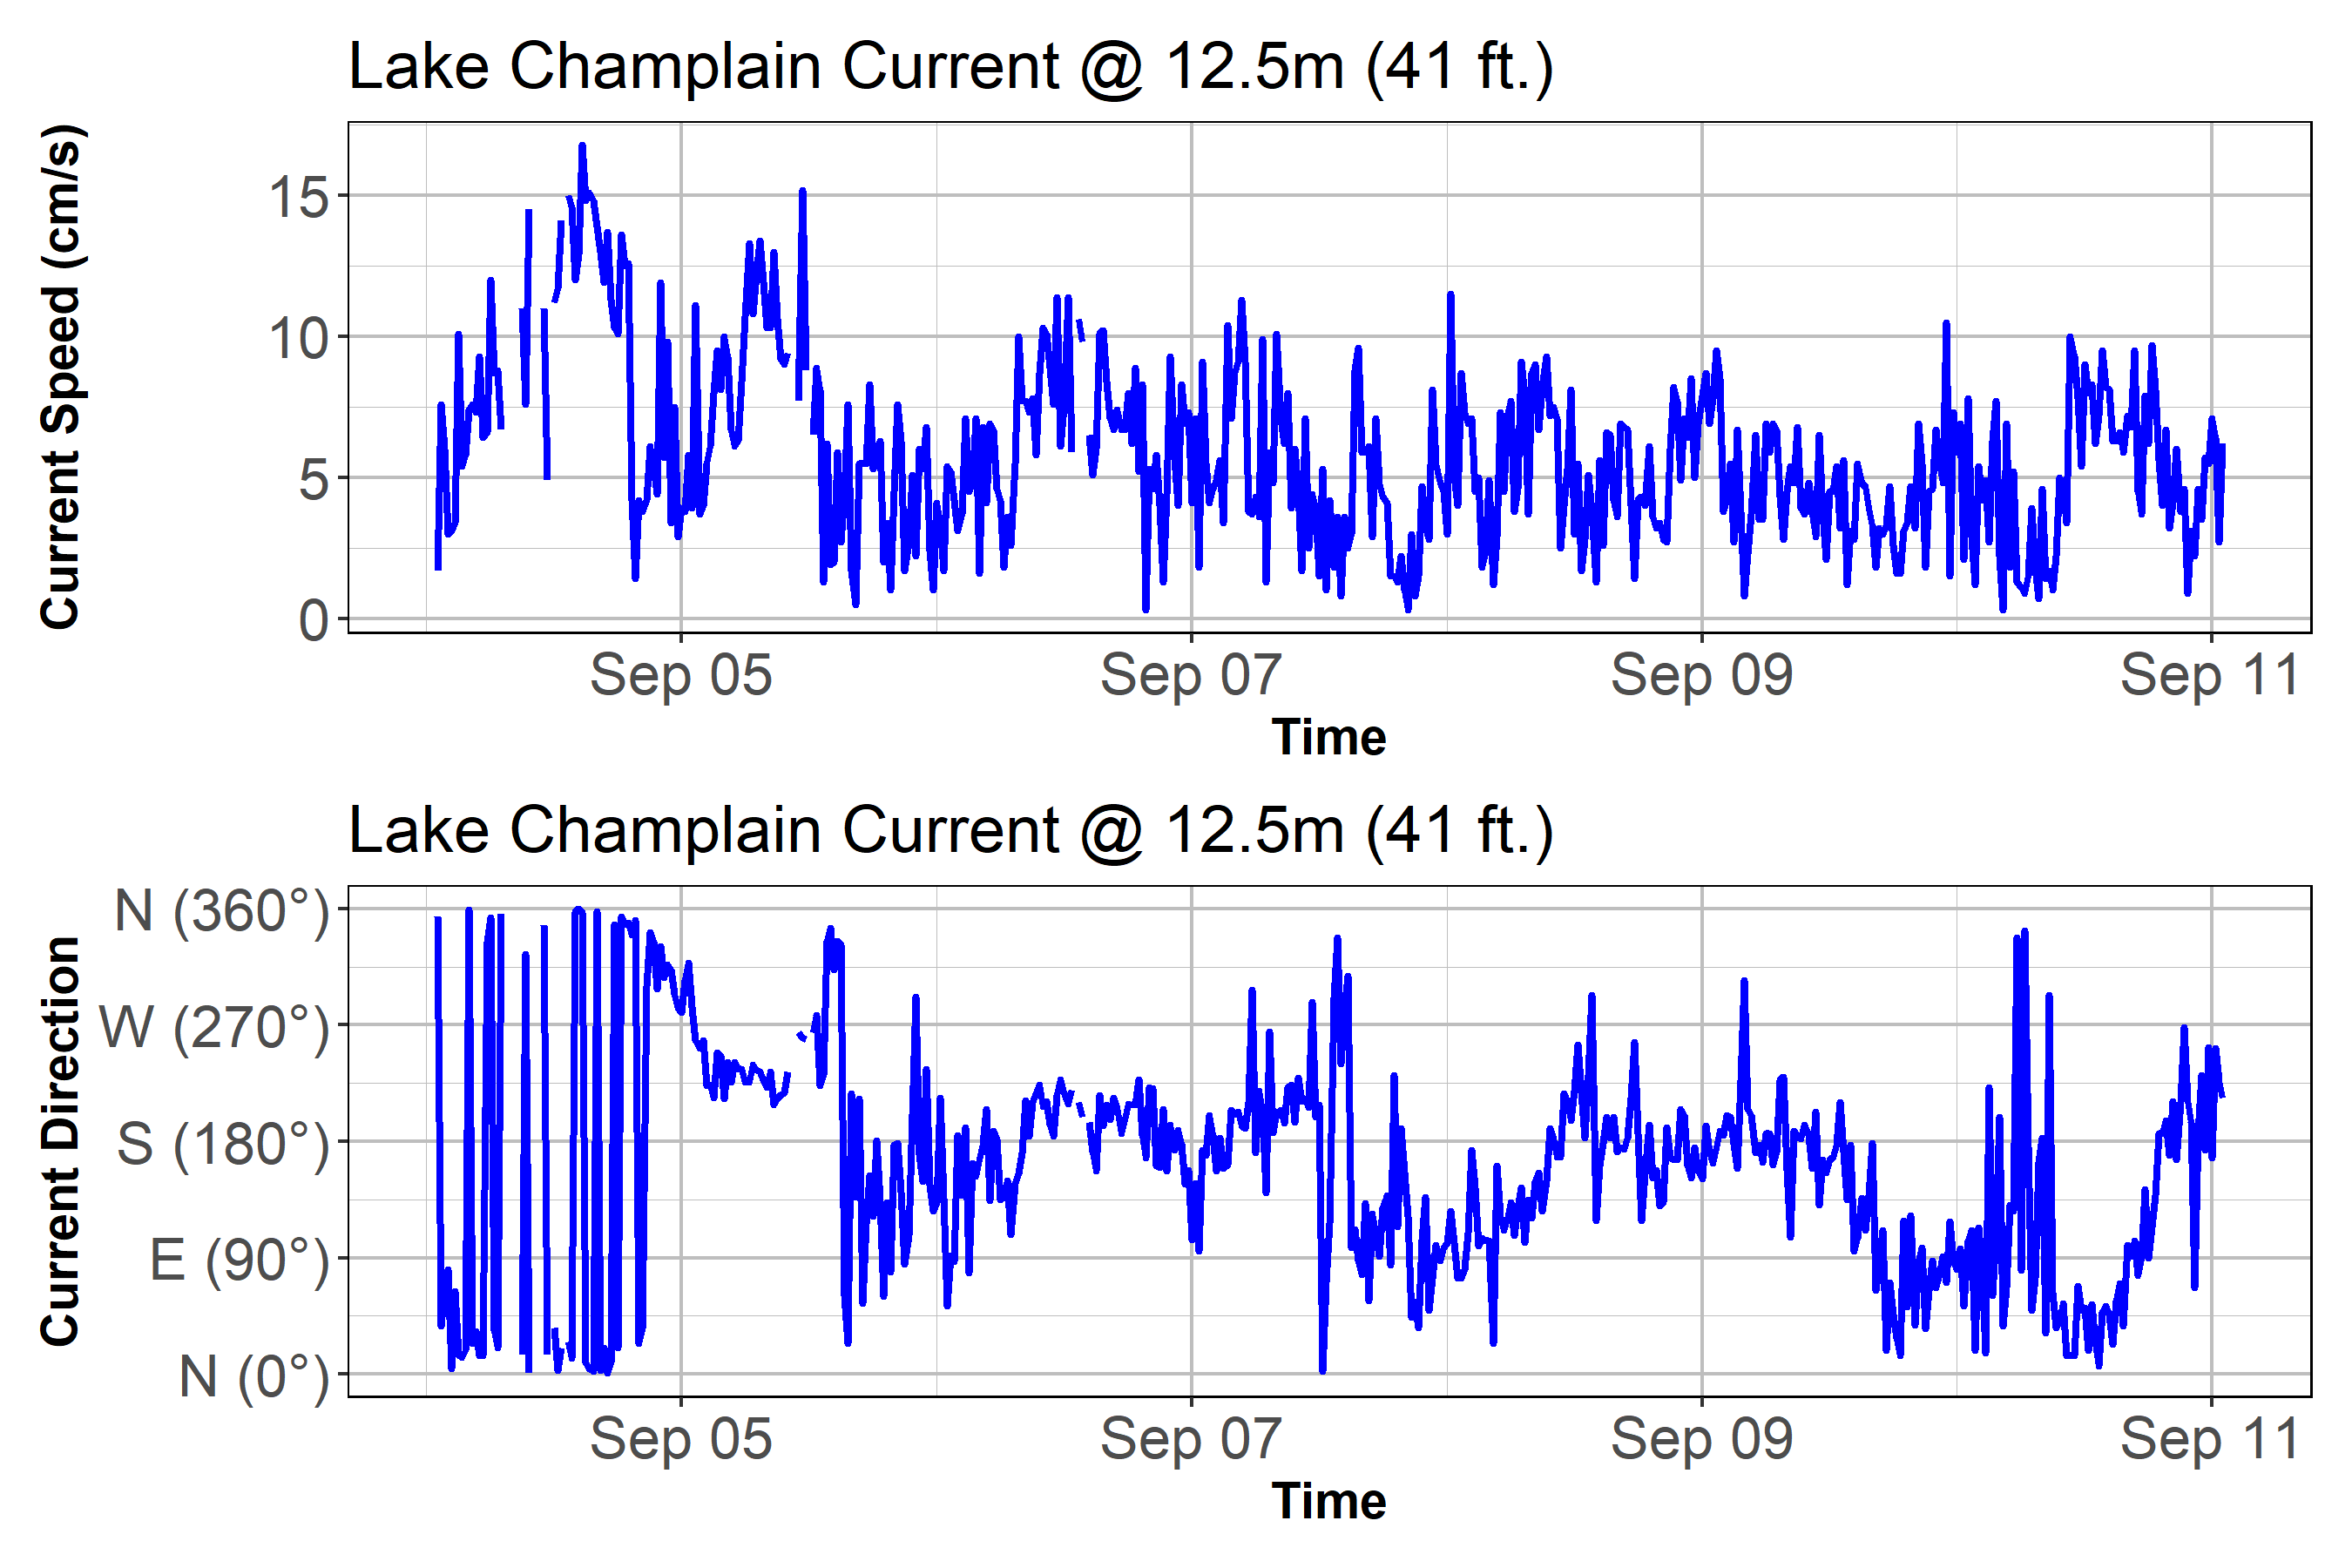 Lake Champlain Current @ 12.5m (41 ft.)
Current Speed (cm/s)
15
10
5
0
Sep 05 Sep 07 Sep 09 Sep 11
Time
Lake Champlain Current @ 12.5m (41 ft.)
Current Direction
N (360°)
W (270°)
S (180°)
E (90°)
N (0°)
Sep 05 Sep 07 Sep 09 Sep 11
Time